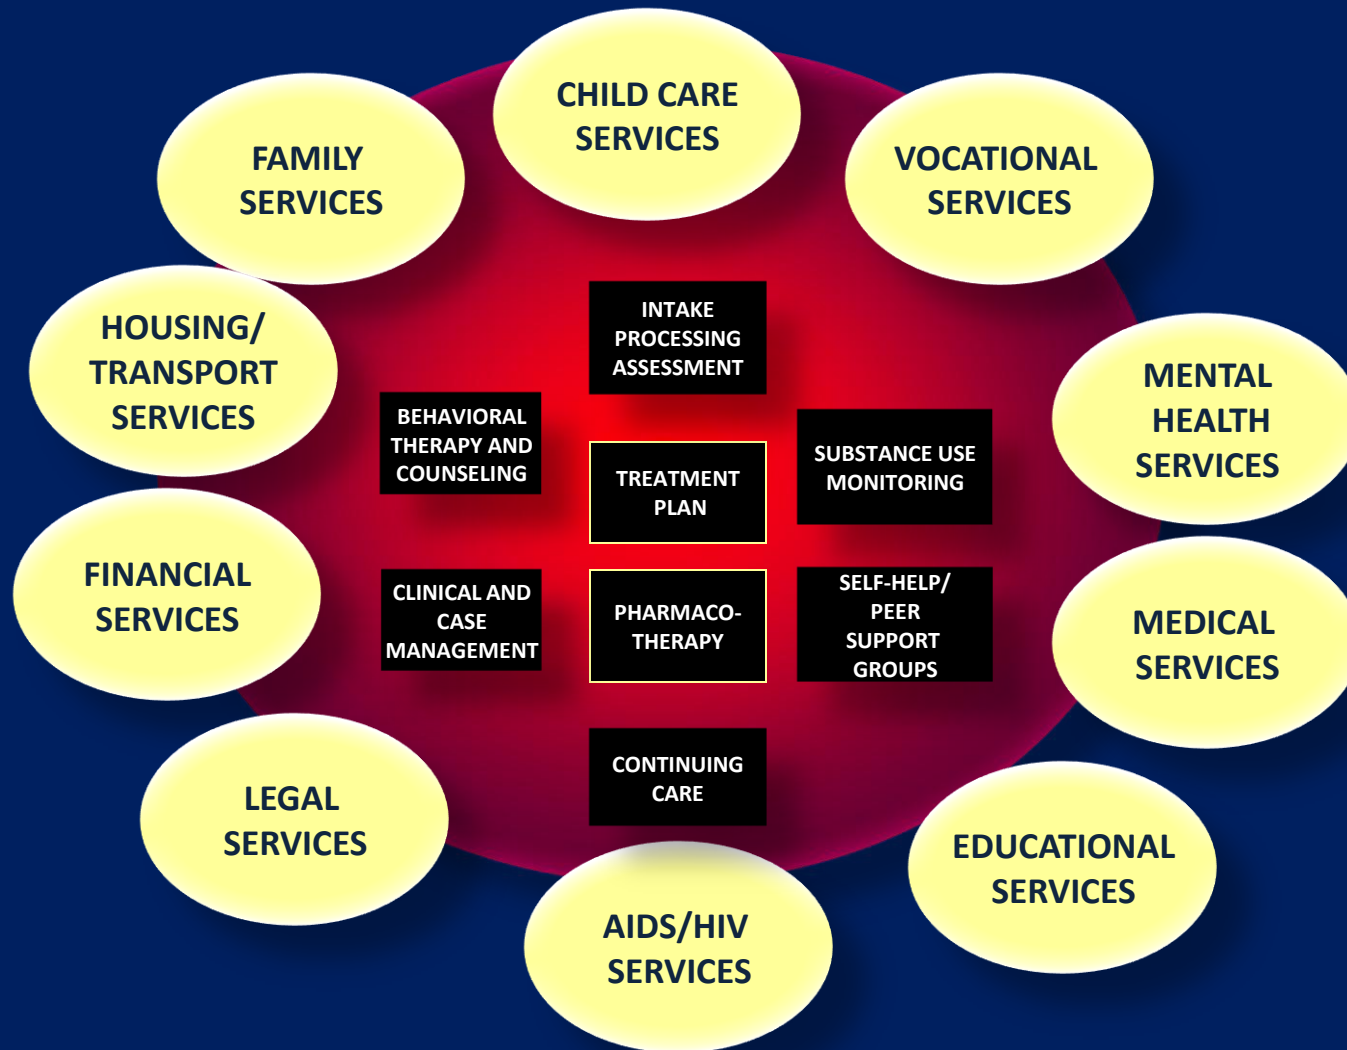 CHILD CARE
SERVICES
FAMILY
SERVICES
VOCATIONAL
SERVICES
HOUSING/
TRANSPORT
SERVICES
INTAKE
PROCESSING
ASSESSMENT
MENTAL
HEALTH
SERVICES
BEHAVIORAL
THERAPY AND
COUNSELING
TREATMENT
PLAN
SUBSTANCE USE
MONITORING
FINANCIAL
SERVICES
CLINICAL AND
CASE
MANAGEMENT
PHARMACO-
THERAPY
SELF-HELP/
PEER
SUPPORT
GROUPS
MEDICAL
SERVICES
LEGAL
SERVICES
CONTINUING
CARE
EDUCATIONAL
SERVICES
AIDS/HIV
SERVICES